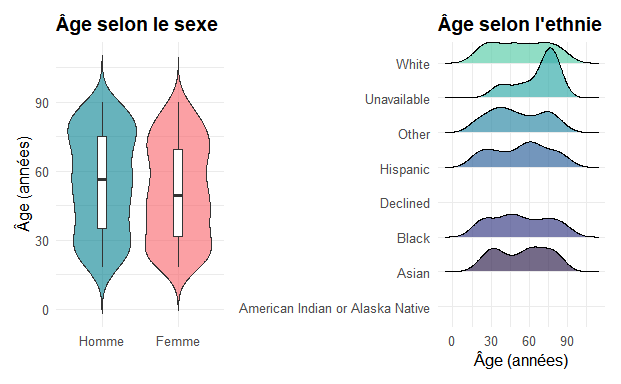 Âge selon le sexe
Âge (années)
90
60
30
0
Homme Femme
Âge selon l'ethnie
White
Unavailable
Other
Hispanic
Declined
Black
Asian
American Indian or Alaska Native
0 30 60 90
Âge (années)